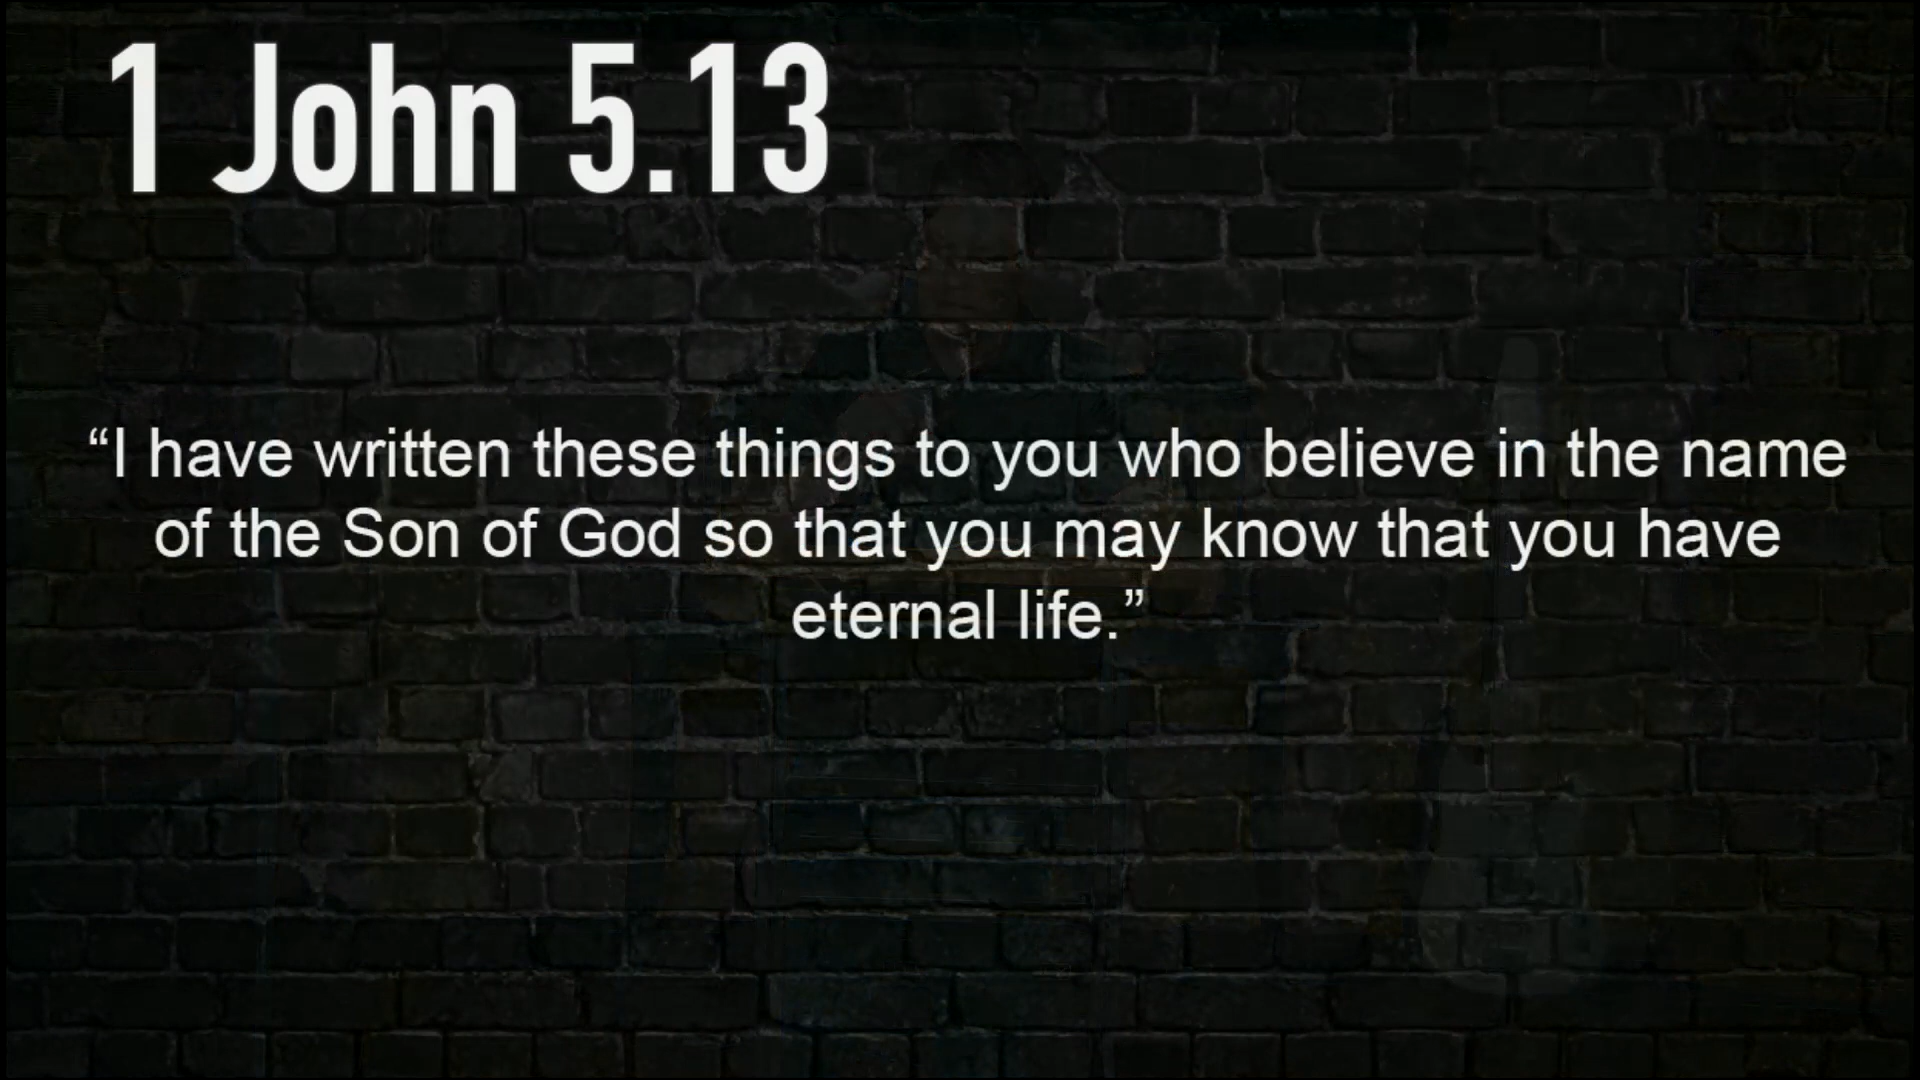 1 John 5.13
“I have written these things to you who believe in the name
of the Son of God so that you may know that you have
eternal life.”